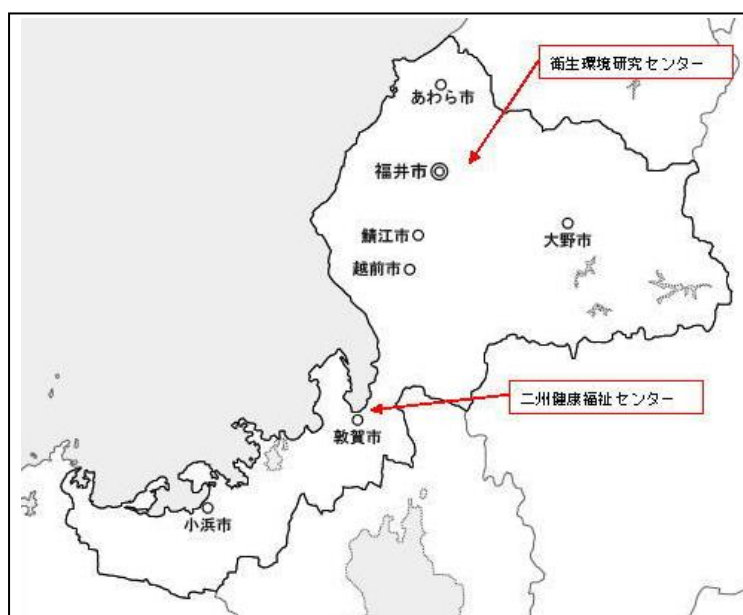 衛生環境研究センター
あわら市
福井市
鯖江市
大野市
越前市
二州健康福祉センター
敦賀市
小浜市